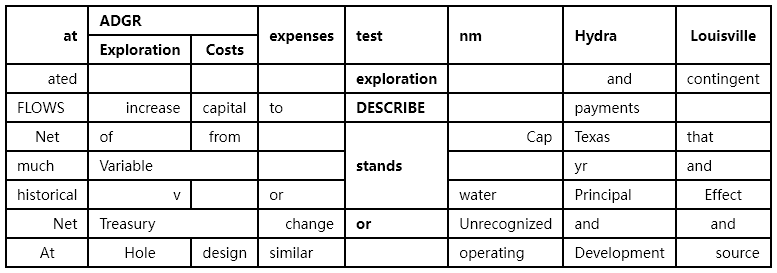 at ADGR expenses test nm Hydra Louisville
Exploration Costs
ated exploration and contingent
FLOWS increase capital to DESCRIBE payments
Net of from Cap Texas that
much Variable stands yr and
historical v or water Principal Effect
Net Treasury change or Unrecognized and and
At Hole design similar operating Development source